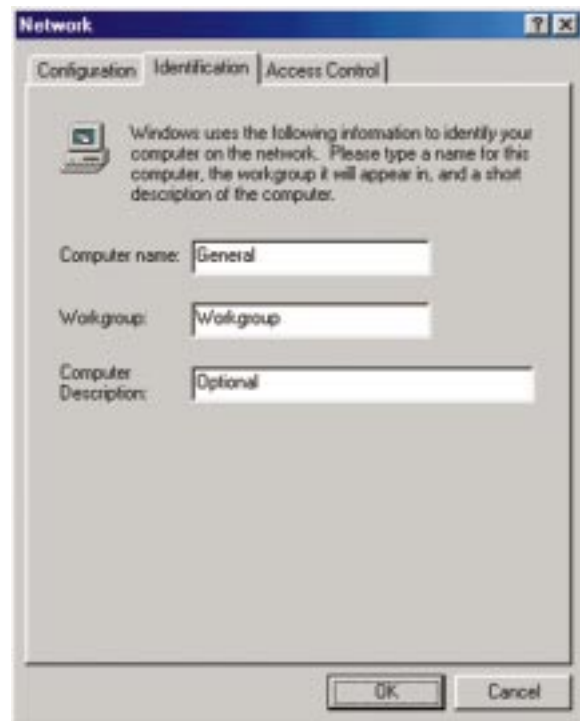 Network
Configuration Identification Access Control
Windows uses the following information to identify your
computer on the network. Please type a name for this
computer, the workgroup it will appear in, and a short
description of the computer.
Computer name: General
Workgroup: Workgroup
Computer
Description: Optional
OK Cancel